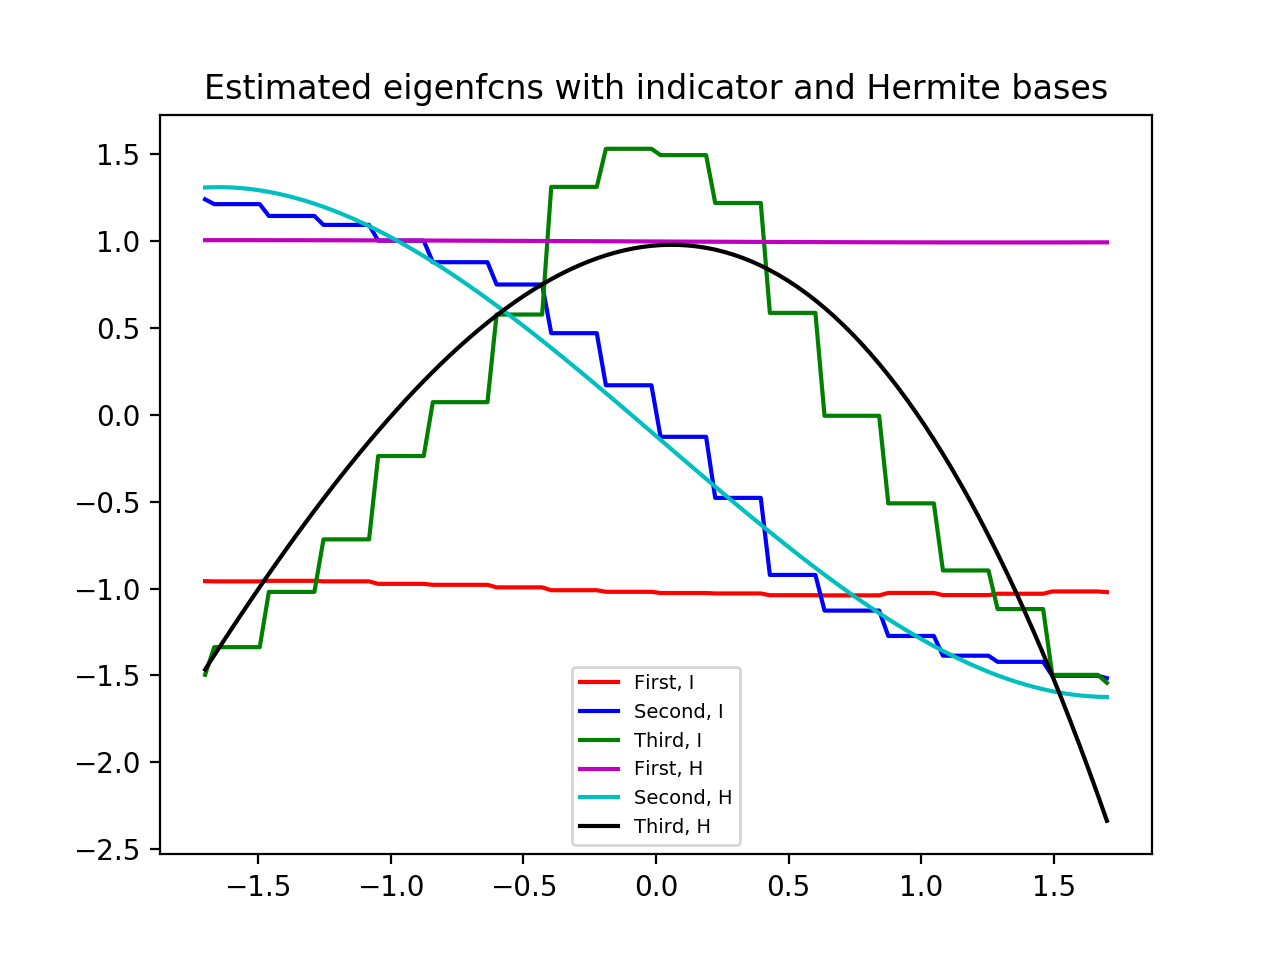 Estimated eigenfcns with indicator and Hermite bases
1.5
1.0
0.5
0.0
−0.5
−1.0
−1.5
−2.0
−2.5
First, I
Second, I
Third, I
First, H
Second, H
Third, H
−1.5 −1.0 −0.5 0.0 0.5 1.0 1.5